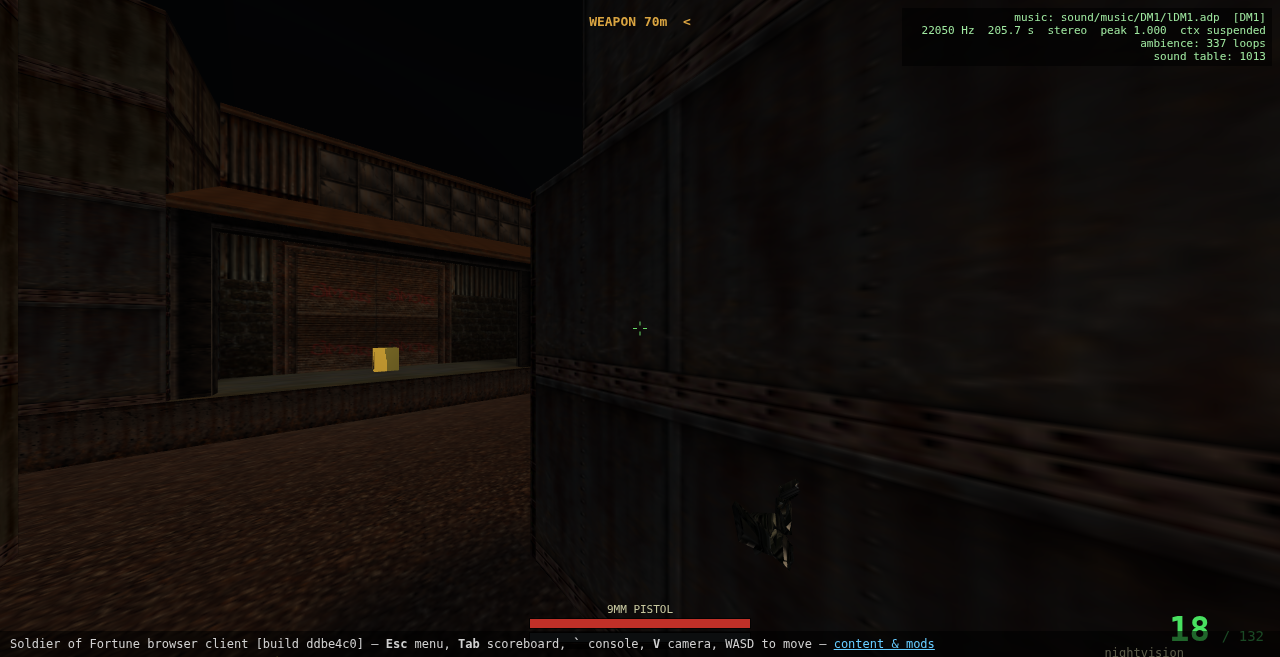 WEAPON 70m <
music: sound/music/DM1/lDM1.adp [DM1]
22050 Hz 205.7 s stereo peak 1.000 ctx suspended
ambience: 337 loops
sound table: 1013
9MM PISTOL
18 / 132
Soldier of Fortune browser client [build ddbe4c0] — Esc menu, Tab scoreboard, ` console, V camera, WASD to move — content & mods
nightvision